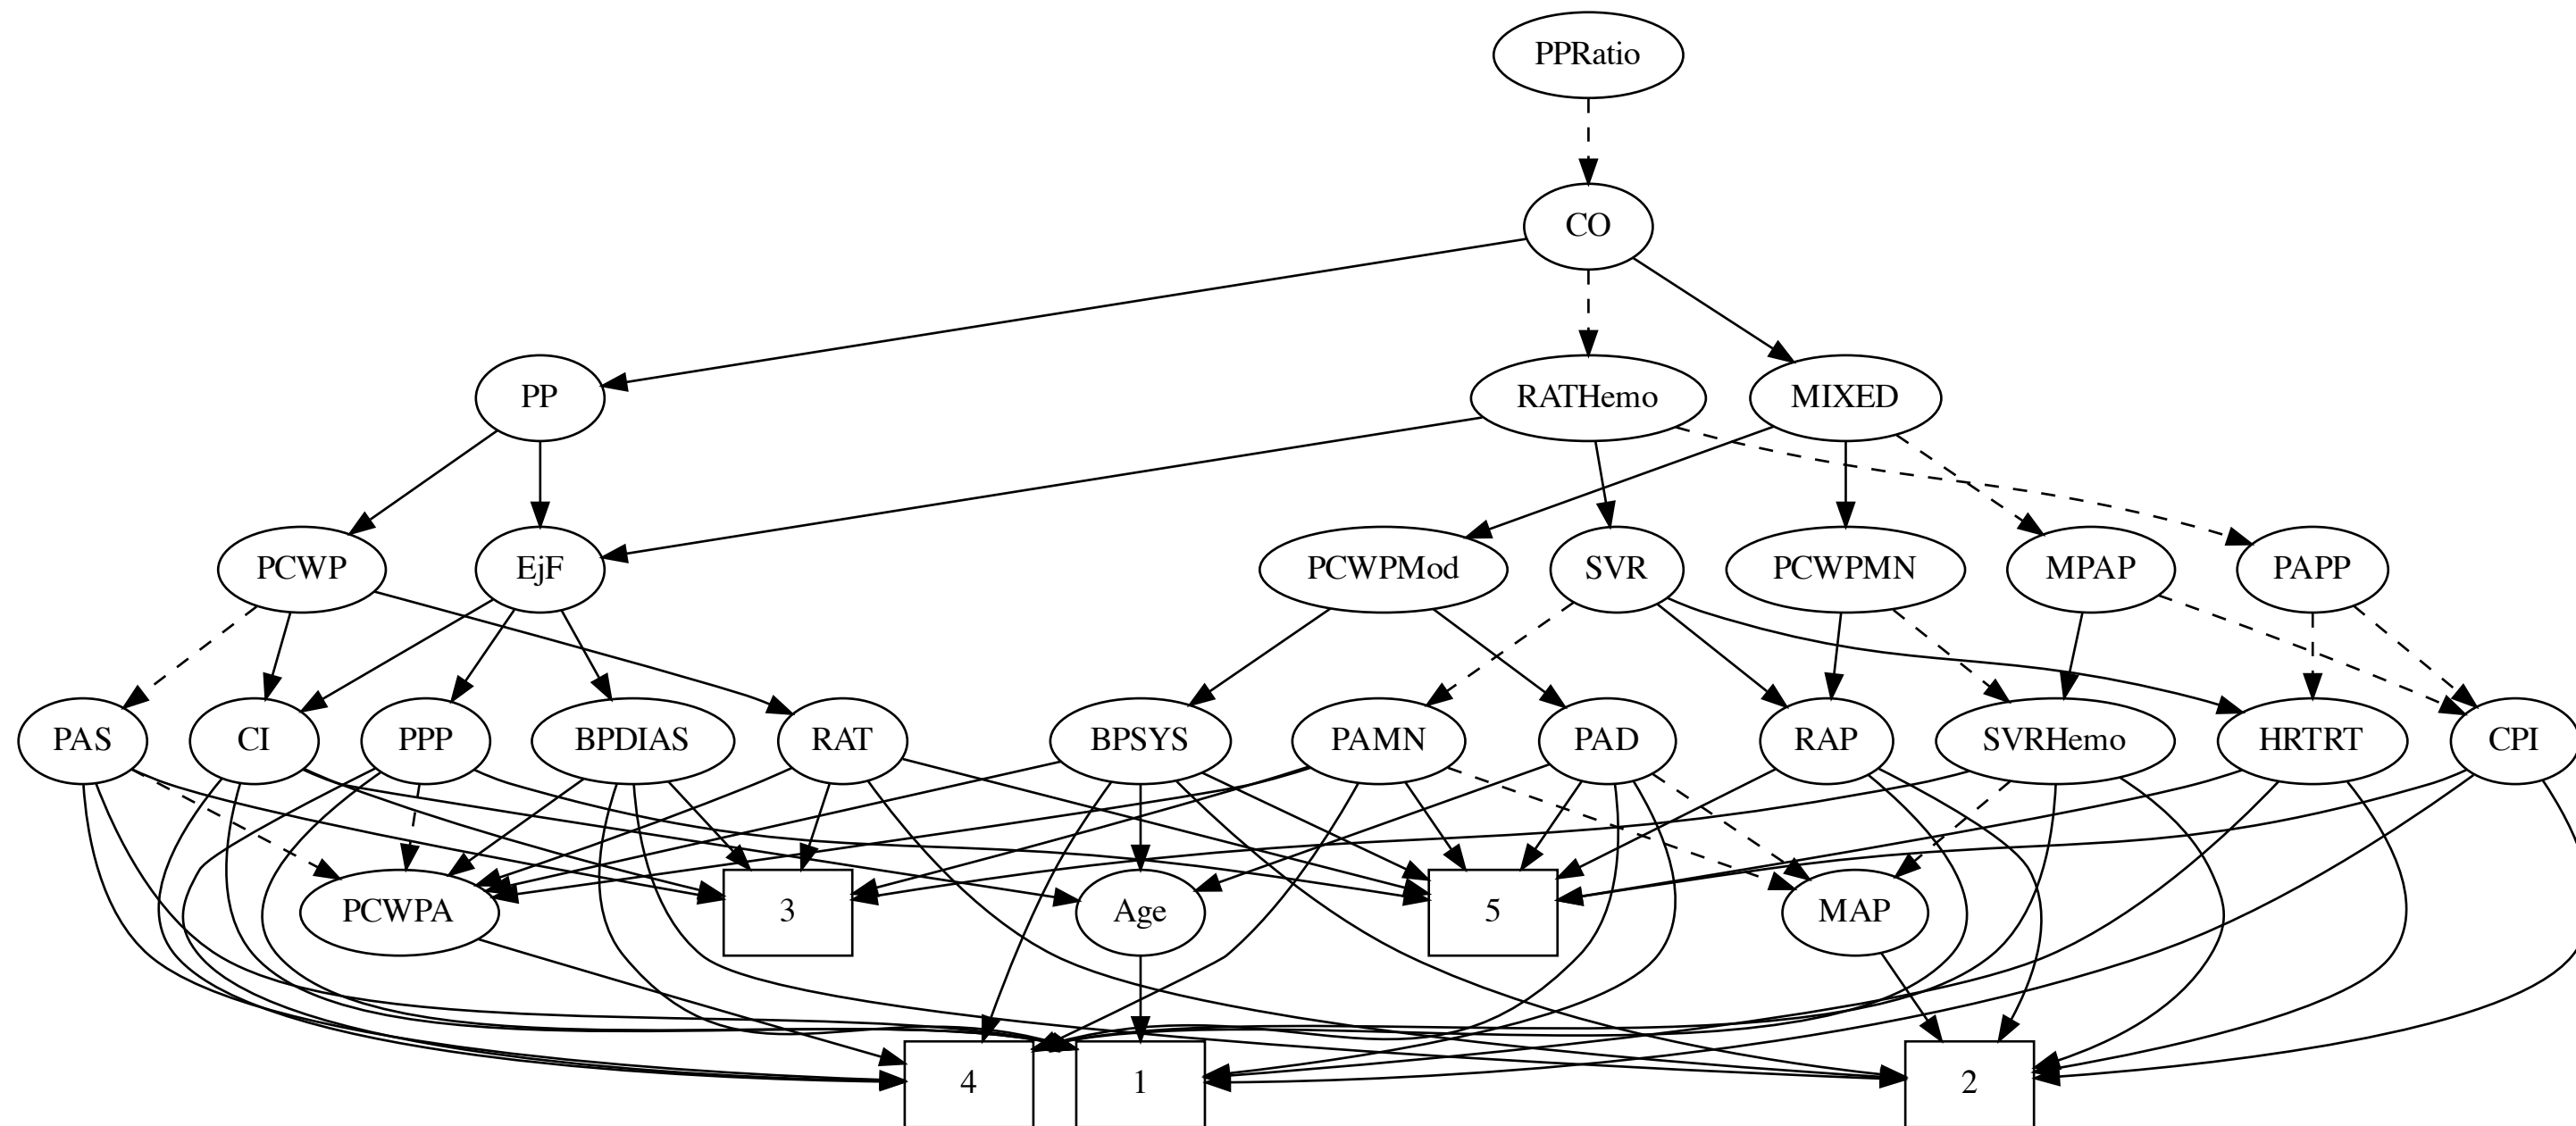 PPRatio
CO
PP
RATHemo
MIXED
PCWP
EjF
PCWPMod
SVR
PCWPMN
MPAP
PAPP
PAS
CI
PPP
BPDIAS
RAT
BPSYS
PAMN
PAD
RAP
SVRHemo
HRTRT
CPI
PCWPA
3
Age
5
MAP
4
1
2